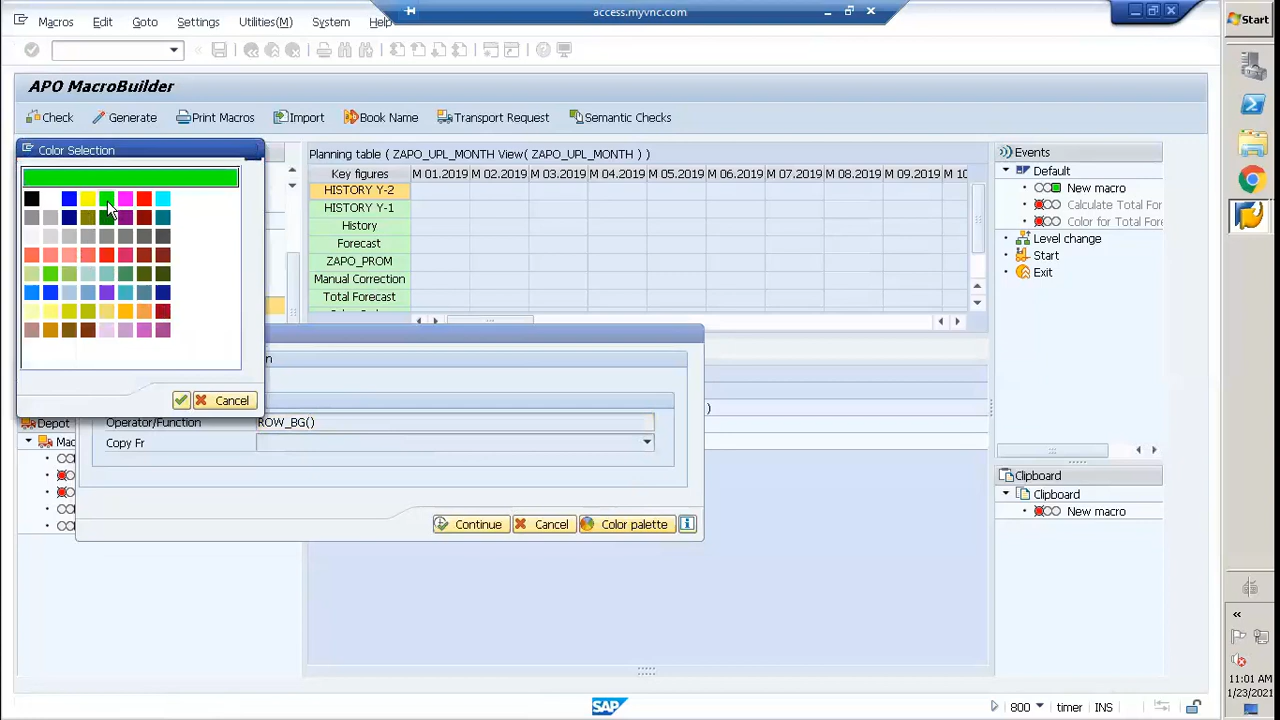 Macros Edit Goto Settings Utilities(M) System Help
access.myvnc.com
Start
APO MacroBuilder
Check Generate Print Macros Import Book Name Transport Request Semantic Checks
Color Selection
Planning table ( ZAPO_UPL_MONTH View( ZAPO_UPL_MONTH ) )
Events
Key figures M 01.2019 M 02.2019 M 03.2019 M 04.2019 M 05.2019 M 06.2019 M 07.2019 M 08.2019 M 09.2019 M 10
Default
HISTORY Y-2
New macro
HISTORY Y-1
Calculate Total For
History
Color for Total For
Forecast
Level change
ZAPO_PROM
Start
Manual Correction
Exit
Total Forecast
n
Cancel
)
Depot
Operator/Function ROW_BG()
Mac
Copy Fr
Clipboard
Clipboard
New macro
Continue Cancel Color palette
«
11:01 AM
1/23/2021
SAP
800 timer INS